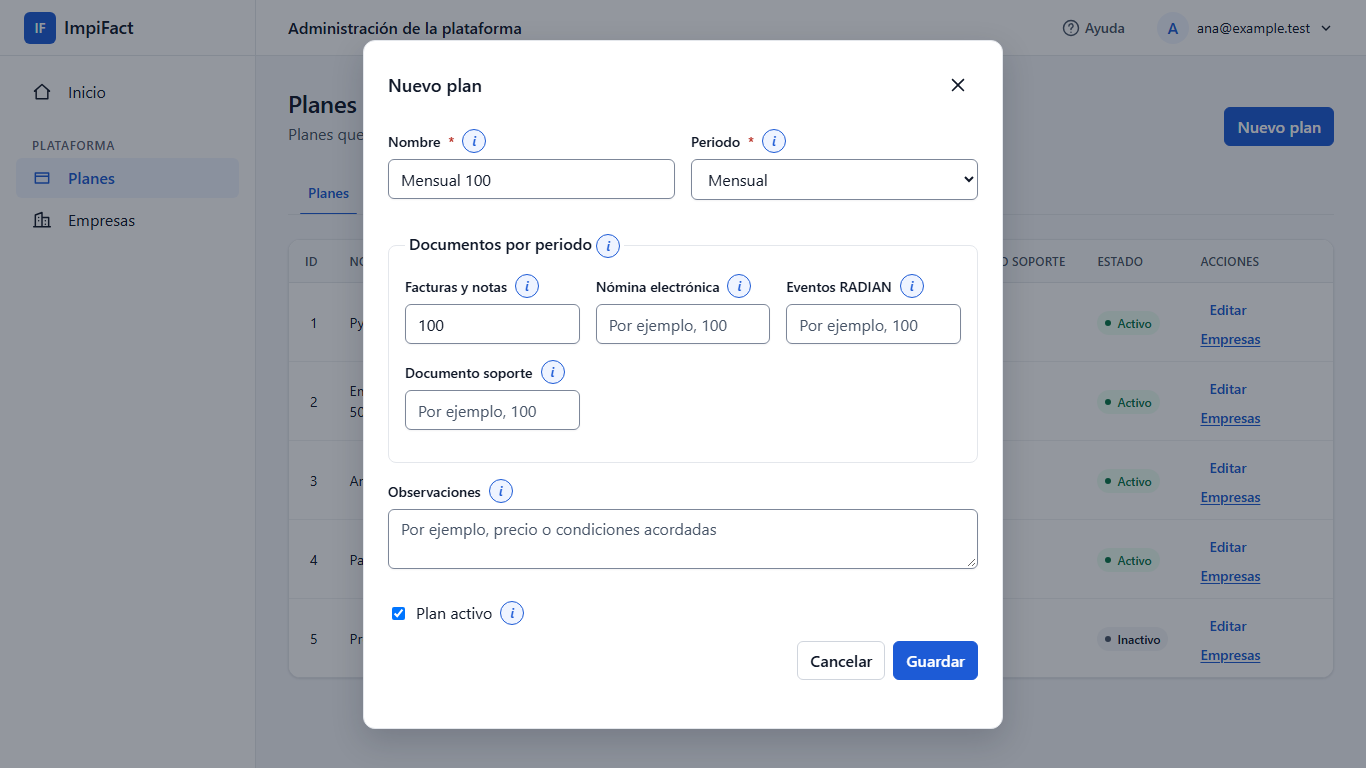 IF ImpiFact
Administración de la plataforma
Ayuda
A ana@example.test
Inicio
PLATAFORMA
Planes
Empresas
Planes
Planes que
Nuevo plan
Planes
ID
SOPORTE
ESTADO
ACCIONES
1
Activo
Editar
Empresas
2
50
Activo
Editar
Empresas
3
Activo
Editar
Empresas
4
Activo
Editar
Empresas
5
Inactivo
Editar
Empresas
Nuevo plan
Nombre * i
Periodo * i
Mensual 100
Mensual
Documentos por periodo i
Facturas y notas i
Nómina electrónica i
Eventos RADIAN i
100
Por ejemplo, 100
Por ejemplo, 100
Documento soporte i
Por ejemplo, 100
Observaciones i
Por ejemplo, precio o condiciones acordadas
Plan activo i
Cancelar
Guardar